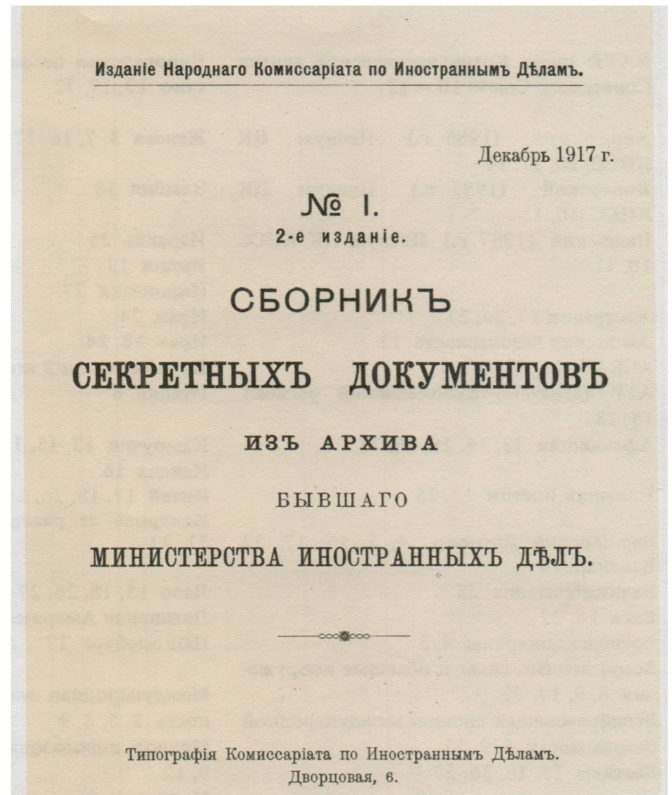 Изданіе Народнаго Комиссаріата по Иностраннымъ Дѣламъ.
Декабрь 1917 г.
№ I.
2-е изданіе.
СБОРНИКЪ
СЕКРЕТНЫХЪ ДОКУМЕНТОВЪ
ИЗЪ АРХИВА
БЫВШАГО
МИНИСТЕРСТВА ИНОСТРАННЫХЪ ДѢЛЪ.
Типографія Комиссаріата по Иностраннымъ Дѣламъ.
Дворцовая, 6.